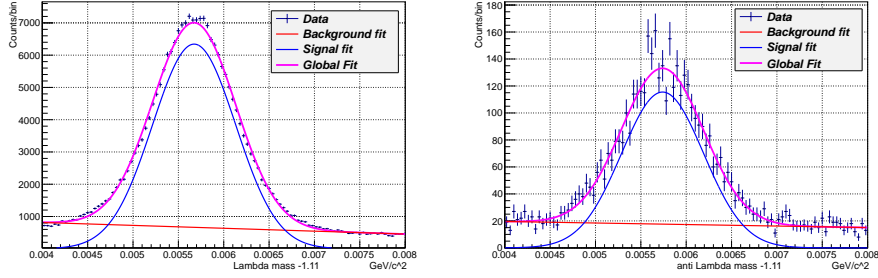 Counts/bin
7000
6000
5000
4000
3000
2000
1000
0.004
0.0045
0.005
0.0055
0.006
0.0065
0.007
0.0075
0.008
Lambda mass -1.11
GeV/c^2
Data
Background fit
Signal fit
Global Fit
Counts/bin
180
160
140
120
100
80
60
40
20
0
0.004
0.0045
0.005
0.0055
0.006
0.0065
0.007
0.0075
0.008
anti Lambda mass -1.11
GeV/c^2
Data
Background fit
Signal fit
Global Fit